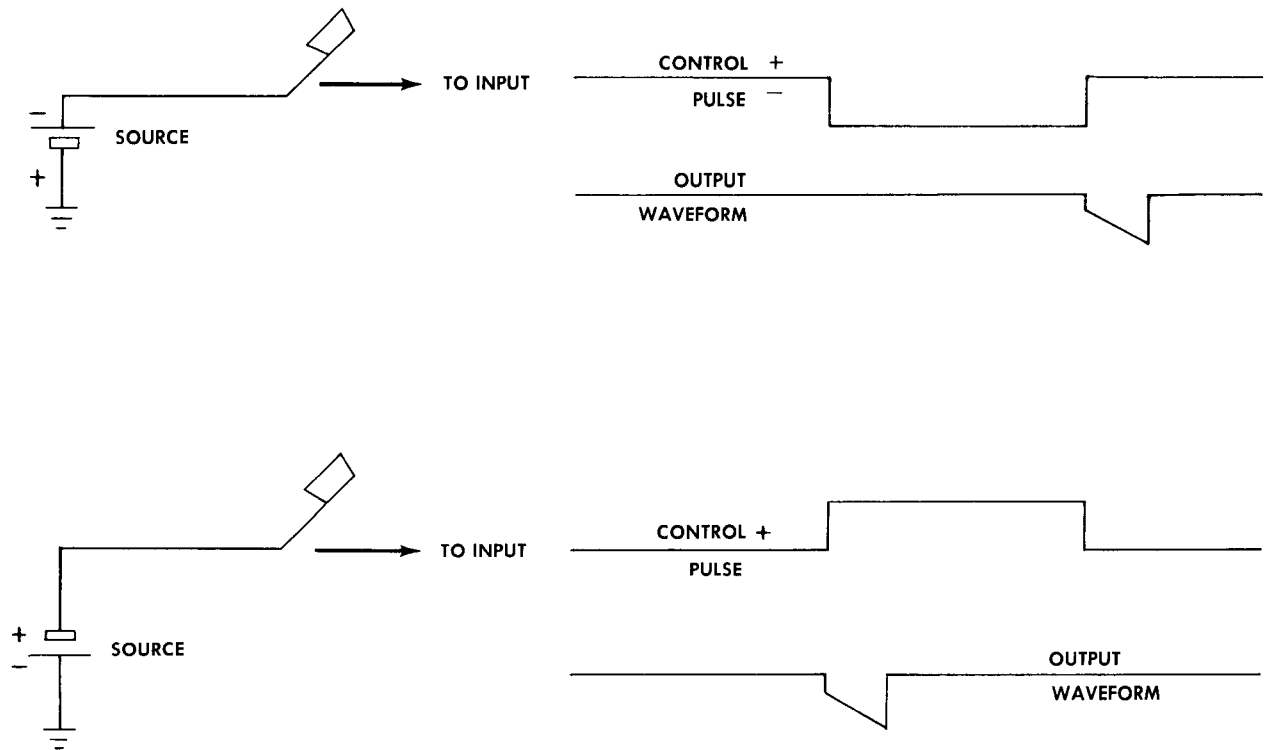 CONTROL +
TO INPUT
PULSE −
−
SOURCE
+
OUTPUT
WAVEFORM
CONTROL +
TO INPUT
PULSE
+
SOURCE
−
OUTPUT
WAVEFORM